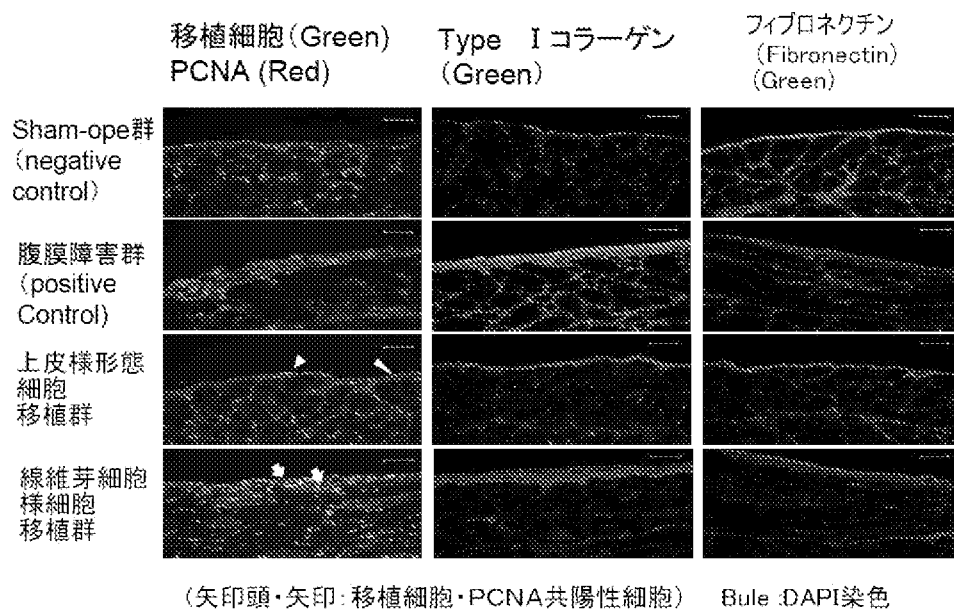 移植細胞(Green)
PCNA (Red)
Type Ⅰコラーゲン
(Green)
フィブロネクチン
(Fibronectin)
(Green)
Sham-ope群
(negative
control)
腹膜障害群
(positive
Control)
上皮様形態
細胞
移植群
線維芽細胞
様細胞
移植群
(矢印頭・矢印:移植細胞・PCNA共陽性細胞) Bule :DAPI染色